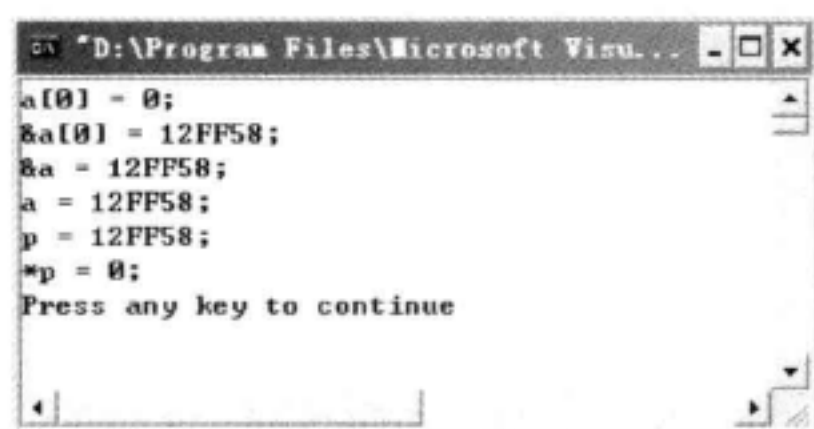 "D:\Program Files\Microsoft Visu...
a[0] = 0;
&a[0] = 12FF58;
&a = 12FF58;
a = 12FF58;
p = 12FF58;
*p = 0;
Press any key to continue